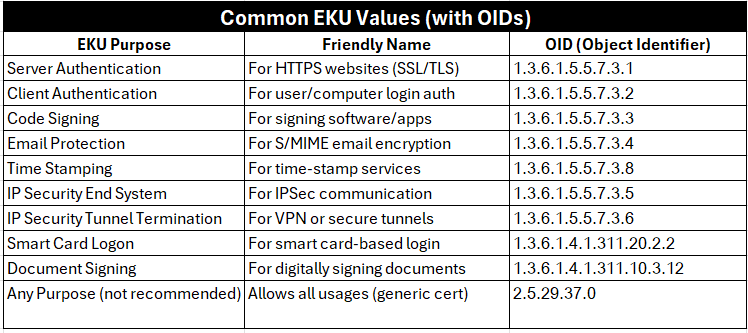 Common EKU Values (with OIDs)
EKU Purpose Friendly Name OID (Object Identifier)
Server Authentication For HTTPS websites (SSL/TLS) 1.3.6.1.5.5.7.3.1
Client Authentication For user/computer login auth 1.3.6.1.5.5.7.3.2
Code Signing For signing software/apps 1.3.6.1.5.5.7.3.3
Email Protection For S/MIME email encryption 1.3.6.1.5.5.7.3.4
Time Stamping For time-stamp services 1.3.6.1.5.5.7.3.8
IP Security End System For IPSec communication 1.3.6.1.5.5.7.3.5
IP Security Tunnel Termination For VPN or secure tunnels 1.3.6.1.5.5.7.3.6
Smart Card Logon For smart card-based login 1.3.6.1.4.1.311.20.2.2
Document Signing For digitally signing documents 1.3.6.1.4.1.311.10.3.12
Any Purpose (not recommended) Allows all usages (generic cert) 2.5.29.37.0